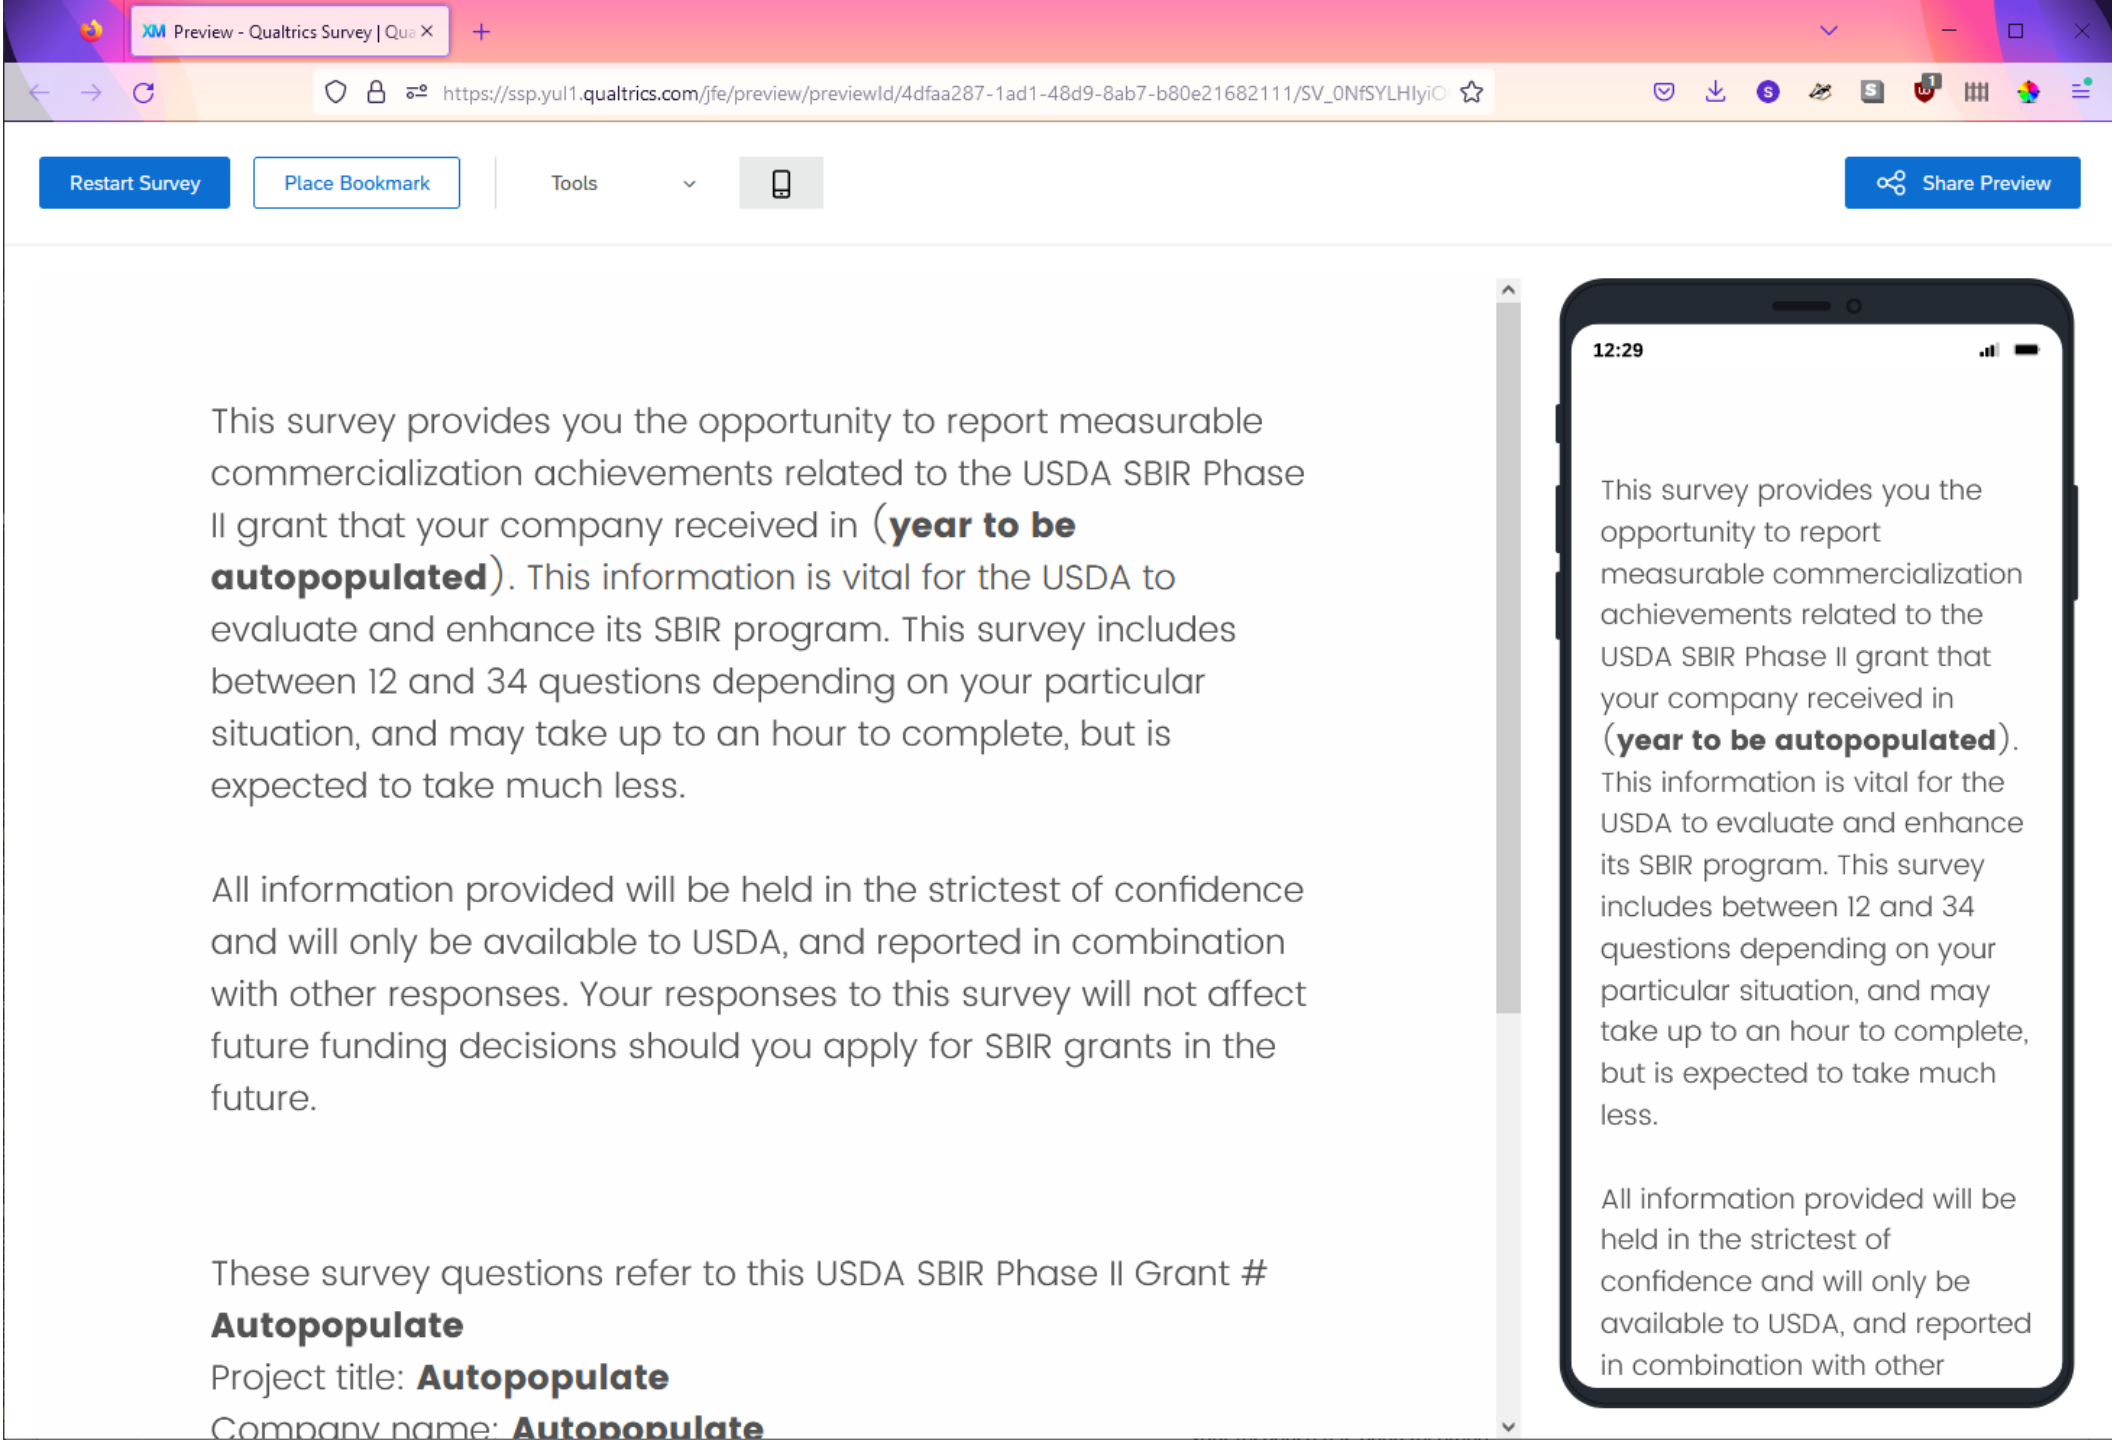 XM Preview - Qualtrics Survey | Qua
https://ssp.yul1.qualtrics.com/jfe/preview/previewId/4dfaa287-1ad1-48d9-8ab7-b80e21682111/SV_0NfSYLHIyiO
S
S
1
Restart Survey
Place Bookmark
Tools
Share Preview
This survey provides you the opportunity to report measurable
commercialization achievements related to the USDA SBIR Phase
II grant that your company received in (year to be
autopopulated). This information is vital for the USDA to
evaluate and enhance its SBIR program. This survey includes
between 12 and 34 questions depending on your particular
situation, and may take up to an hour to complete, but is
expected to take much less.
All information provided will be held in the strictest of confidence
and will only be available to USDA, and reported in combination
with other responses. Your responses to this survey will not affect
future funding decisions should you apply for SBIR grants in the
future.
These survey questions refer to this USDA SBIR Phase II Grant #
Autopopulate
Project title: Autopopulate
Company name: Autopopulate
12:29
This survey provides you the
opportunity to report
measurable commercialization
achievements related to the
USDA SBIR Phase II grant that
your company received in
(year to be autopopulated).
This information is vital for the
USDA to evaluate and enhance
its SBIR program. This survey
includes between 12 and 34
questions depending on your
particular situation, and may
take up to an hour to complete,
but is expected to take much
less.
All information provided will be
held in the strictest of
confidence and will only be
available to USDA, and reported
in combination with other